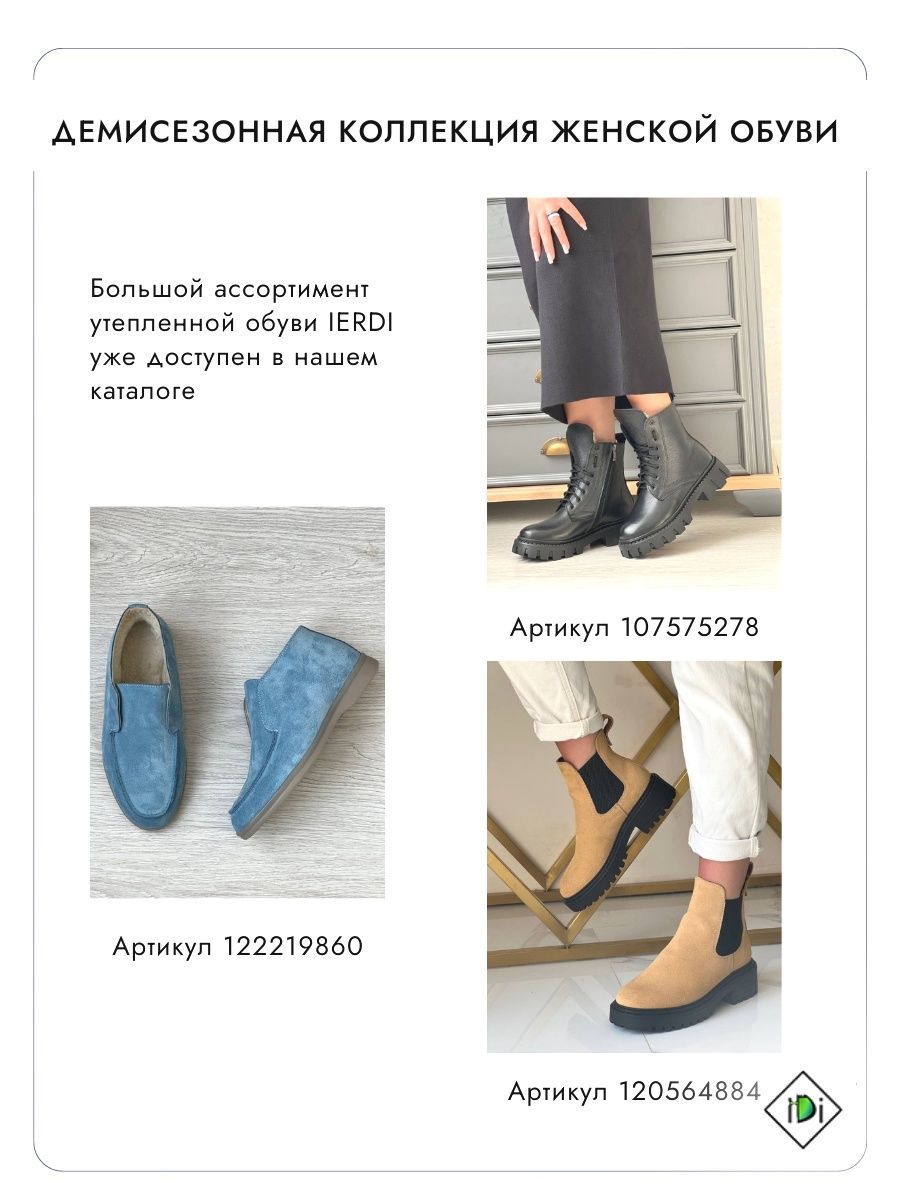 ДЕМИСЕЗОННАЯ КОЛЛЕКЦИЯ ЖЕНСКОЙ ОБУВИ
Большой ассортимент
утепленной обуви IERDI
уже доступен в нашем
каталоге
Артикул 107575278
Артикул 122219860
Артикул 120564884
iDi